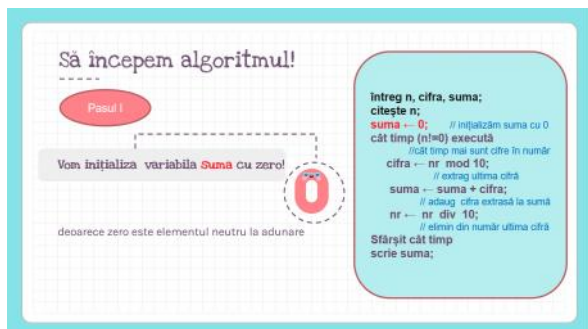 Să începem algoritmul!
Pasul I
Vom inițializa variabila Suma cu zero!
deoarece zero este elementul neutru la adunare
întreg n, cifra, suma;
citește n;
suma ← 0; // inițializăm suma cu 0
cât timp (n!=0) execută
//cât timp mai sunt cifre în număr
cifra ← nr mod 10;
// extrag ultima cifră
suma ← suma + cifra;
// adaug cifra extrasă la sumă
nr ← nr div 10;
// elimin din număr ultima cifră
Sfârșit cât timp
scrie suma;